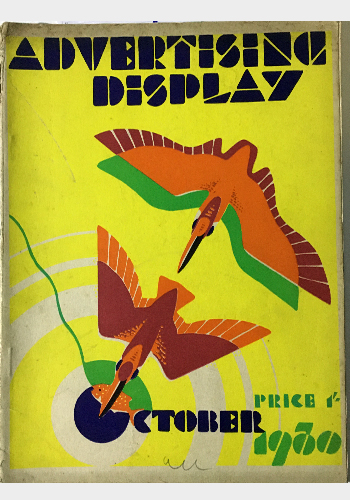 ADVERTISING
DISPLAY
PRICE 1/-
OCTOBER
1930